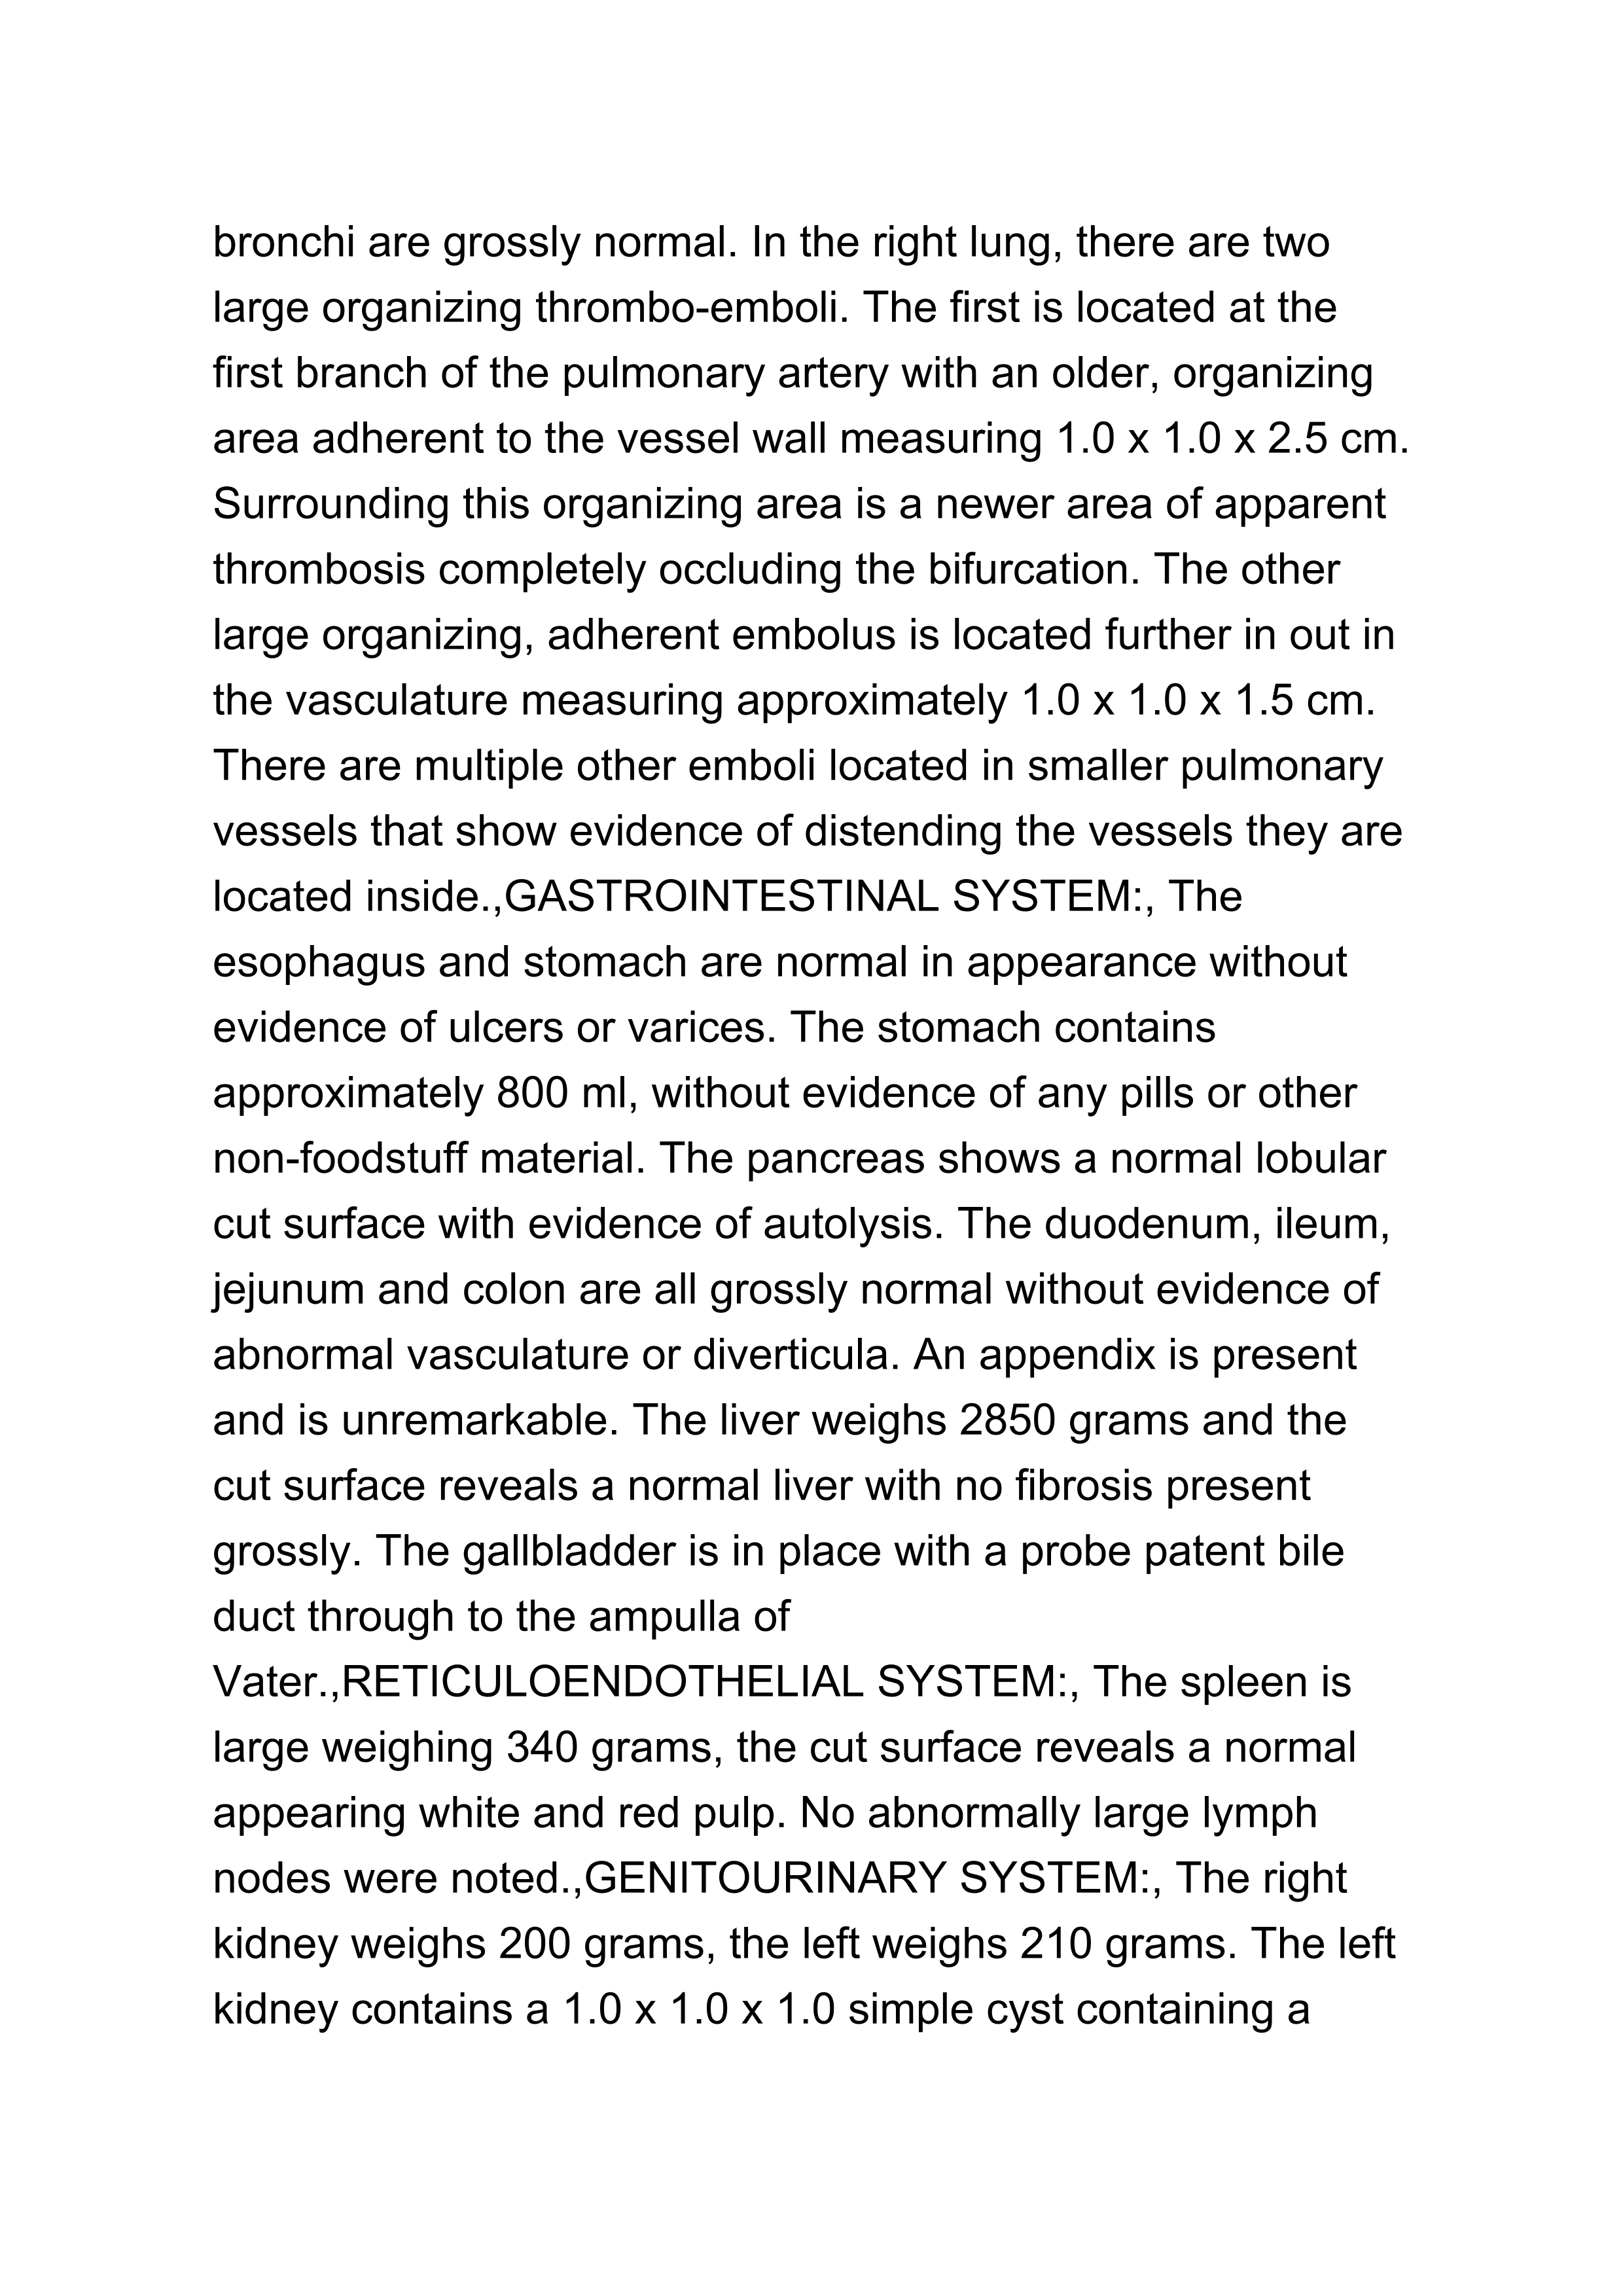 bronchi are grossly normal. In the right lung, there are two
large organizing thrombo-emboli. The first is located at the
first branch of the pulmonary artery with an older, organizing
area adherent to the vessel wall measuring 1.0 x 1.0 x 2.5 cm.
Surrounding this organizing area is a newer area of apparent
thrombosis completely occluding the bifurcation. The other
large organizing, adherent embolus is located further in out in
the vasculature measuring approximately 1.0 x 1.0 x 1.5 cm.
There are multiple other emboli located in smaller pulmonary
vessels that show evidence of distending the vessels they are
located inside.,GASTROINTESTINAL SYSTEM:, The
esophagus and stomach are normal in appearance without
evidence of ulcers or varices. The stomach contains
approximately 800 ml, without evidence of any pills or other
non-foodstuff material. The pancreas shows a normal lobular
cut surface with evidence of autolysis. The duodenum, ileum,
jejunum and colon are all grossly normal without evidence of
abnormal vasculature or diverticula. An appendix is present
and is unremarkable. The liver weighs 2850 grams and the
cut surface reveals a normal liver with no fibrosis present
grossly. The gallbladder is in place with a probe patent bile
duct through to the ampulla of
Vater.,RETICULOENDOTHELIAL SYSTEM:, The spleen is
large weighing 340 grams, the cut surface reveals a normal
appearing white and red pulp. No abnormally large lymph
nodes were noted.,GENITOURINARY SYSTEM:, The right
kidney weighs 200 grams, the left weighs 210 grams. The left
kidney contains a 1.0 x 1.0 x 1.0 simple cyst containing a